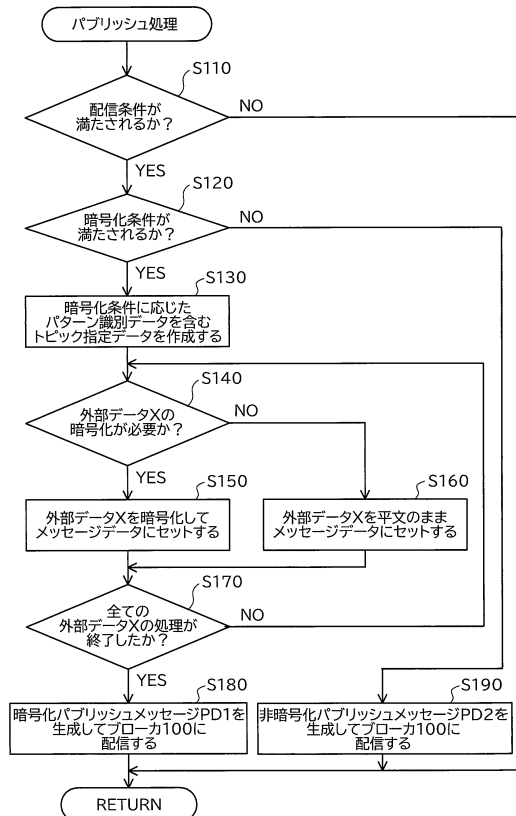 パブリッシュ処理
S110
配信条件が
満たされるか？
NO
YES
S120
暗号化条件が
満たされるか？
NO
YES
S130
暗号化条件に応じた
パターン識別データを含む
トピック指定データを作成する
S140
外部データXの
暗号化が必要か？
NO
YES
S150
外部データXを暗号化して
メッセージデータにセットする
S160
外部データXを平文のまま
メッセージデータにセットする
S170
全ての
外部データXの処理が
終了したか？
NO
YES
S180
暗号化パブリッシュメッセージPD1を
生成してブローカ100に
配信する
S190
非暗号化パブリッシュメッセージPD2を
生成してブローカ100に
配信する
RETURN